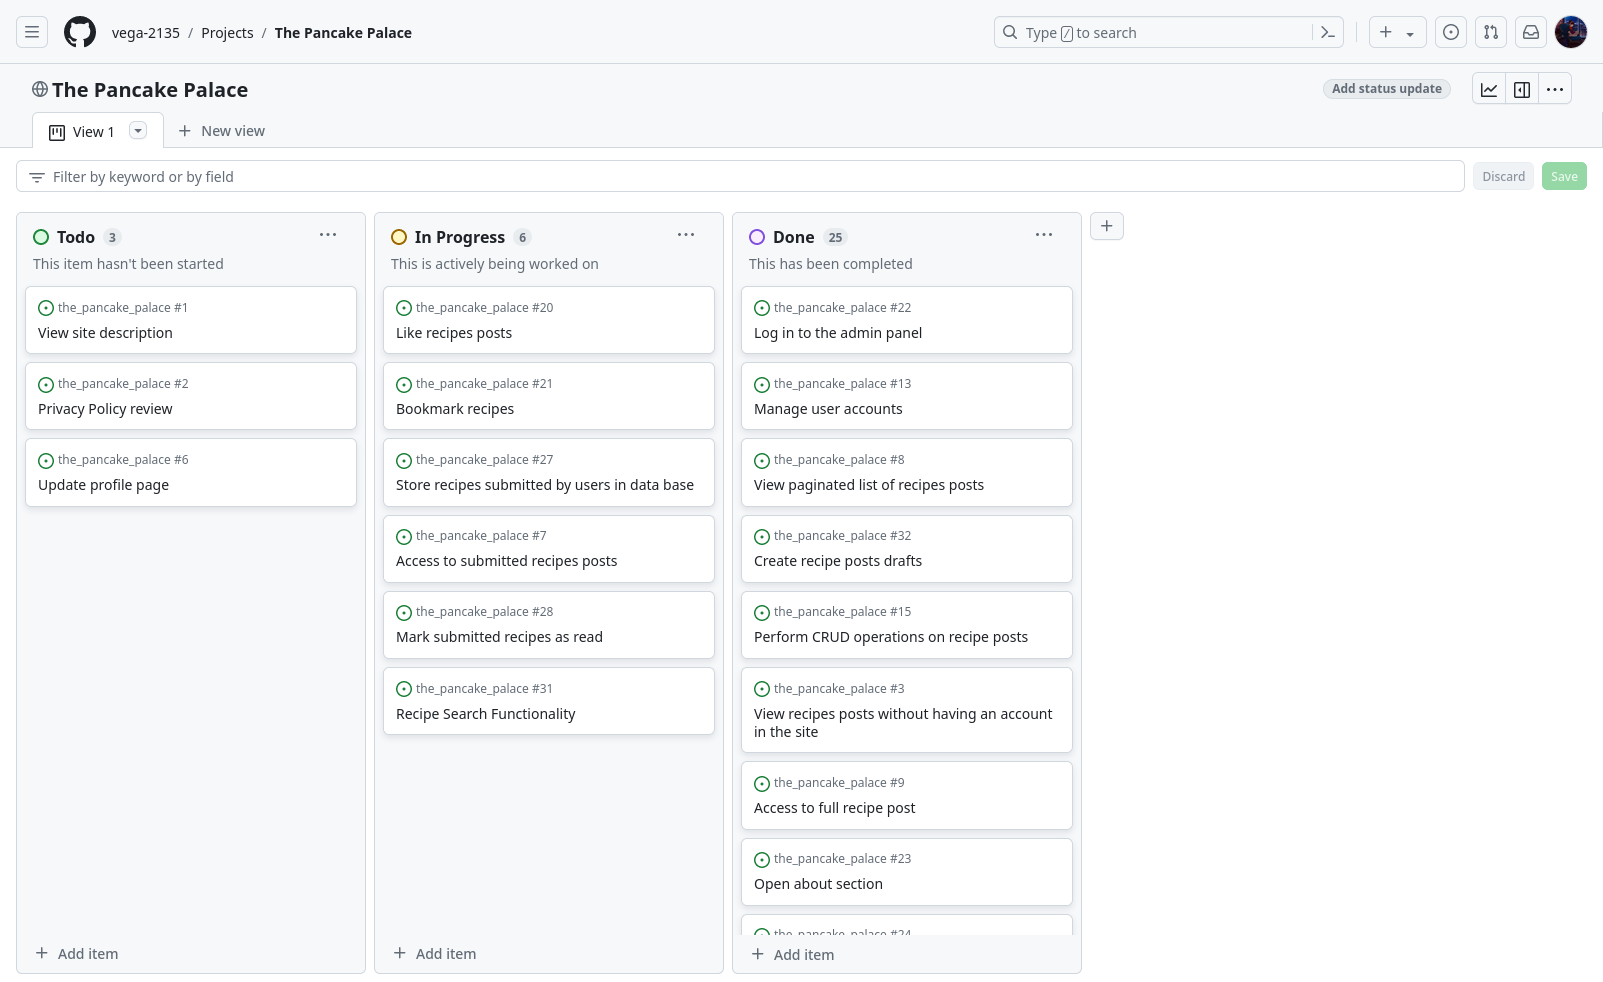 vega-2135 / Projects / The Pancake Palace
Type / to search
The Pancake Palace
Add status update
View 1
New view
Filter by keyword or by field
Discard
Save
Todo 3
This item hasn't been started
the_pancake_palace #1
View site description
the_pancake_palace #2
Privacy Policy review
the_pancake_palace #6
Update profile page
Add item
In Progress 6
This is actively being worked on
the_pancake_palace #20
Like recipes posts
the_pancake_palace #21
Bookmark recipes
the_pancake_palace #27
Store recipes submitted by users in data base
the_pancake_palace #7
Access to submitted recipes posts
the_pancake_palace #28
Mark submitted recipes as read
the_pancake_palace #31
Recipe Search Functionality
Add item
Done 25
This has been completed
the_pancake_palace #22
Log in to the admin panel
the_pancake_palace #13
Manage user accounts
the_pancake_palace #8
View paginated list of recipes posts
the_pancake_palace #32
Create recipe posts drafts
the_pancake_palace #15
Perform CRUD operations on recipe posts
the_pancake_palace #3
View recipes posts without having an account
in the site
the_pancake_palace #9
Access to full recipe post
the_pancake_palace #23
Open about section
the_pancake_palace #24
Add item